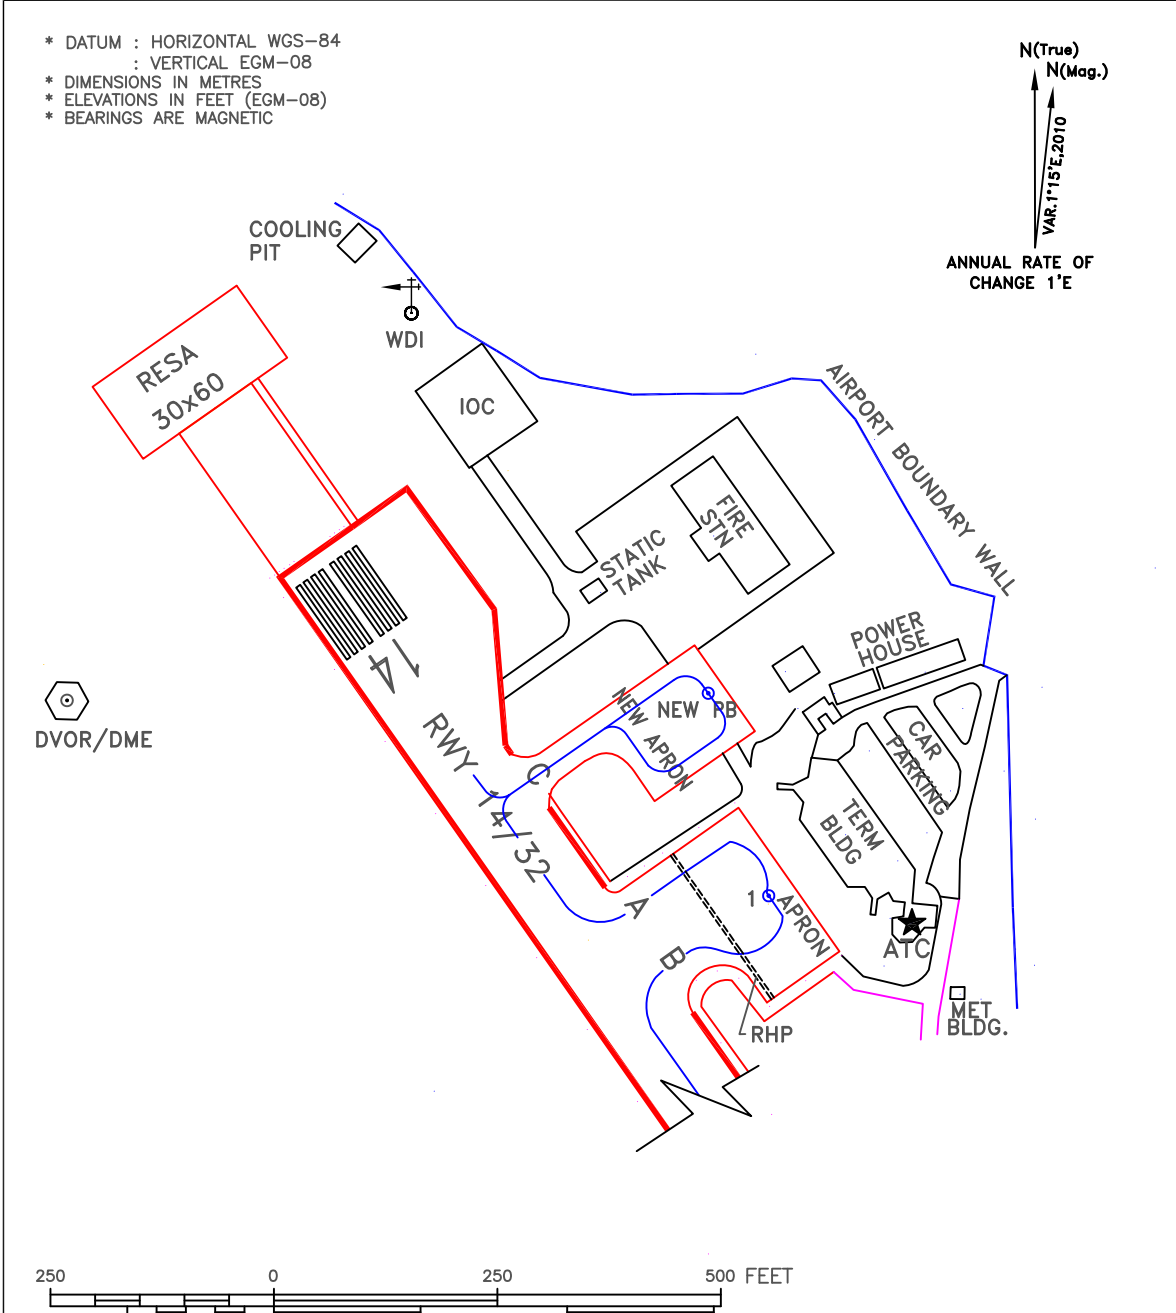 * DATUM : HORIZONTAL WGS-84
: VERTICAL EGM-08
* DIMENSIONS IN METRES
* ELEVATIONS IN FEET (EGM-08)
* BEARINGS ARE MAGNETIC
N(True)
N(Mag.)
VAR.1°15'E,2010
ANNUAL RATE OF
CHANGE 1'E
COOLING
PIT
WDI
RESA
30x60
IOC
AIRPORT BOUNDARY WALL
FIRE
STN
STATIC
TANK
POWER
HOUSE
14
DVOR/DME
RWY 14/32
NEW PB
NEW APRON
C
CAR
PARKING
TERM
BLDG
A
1
APRON
ATC
B
RHP
MET
BLDG.
250 0 250 500 FEET